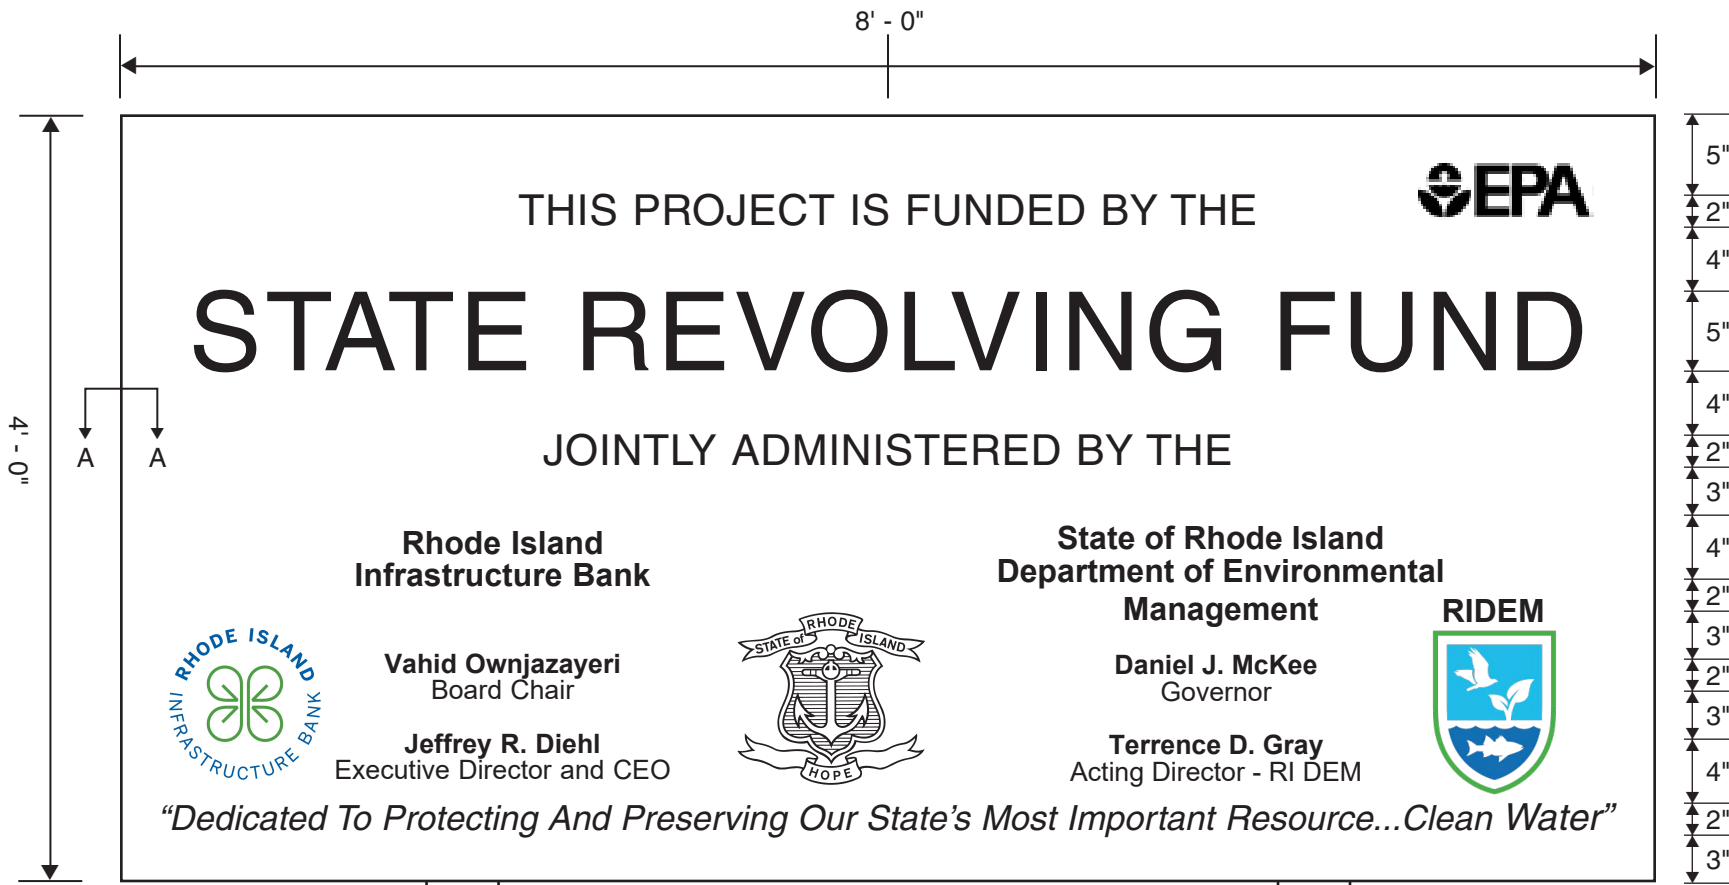 8' - 0"
4' - 0"
THIS PROJECT IS FUNDED BY THE
EPA
STATE REVOLVING FUND
A A
JOINTLY ADMINISTERED BY THE
Rhode Island
Infrastructure Bank
Vahid Ownjazayeri
Board Chair
Jeffrey R. Diehl
Executive Director and CEO
RHODE ISLAND
INFRASTRUCTURE BANK
STATE of RHODE ISLAND
HOPE
State of Rhode Island
Department of Environmental
Management
Daniel J. McKee
Governor
Terrence D. Gray
Acting Director - RI DEM
RIDEM
“Dedicated To Protecting And Preserving Our State’s Most Important Resource...Clean Water”
5"
2"
4"
5"
4"
2"
3"
4"
2"
3"
2"
3"
4"
2"
3"